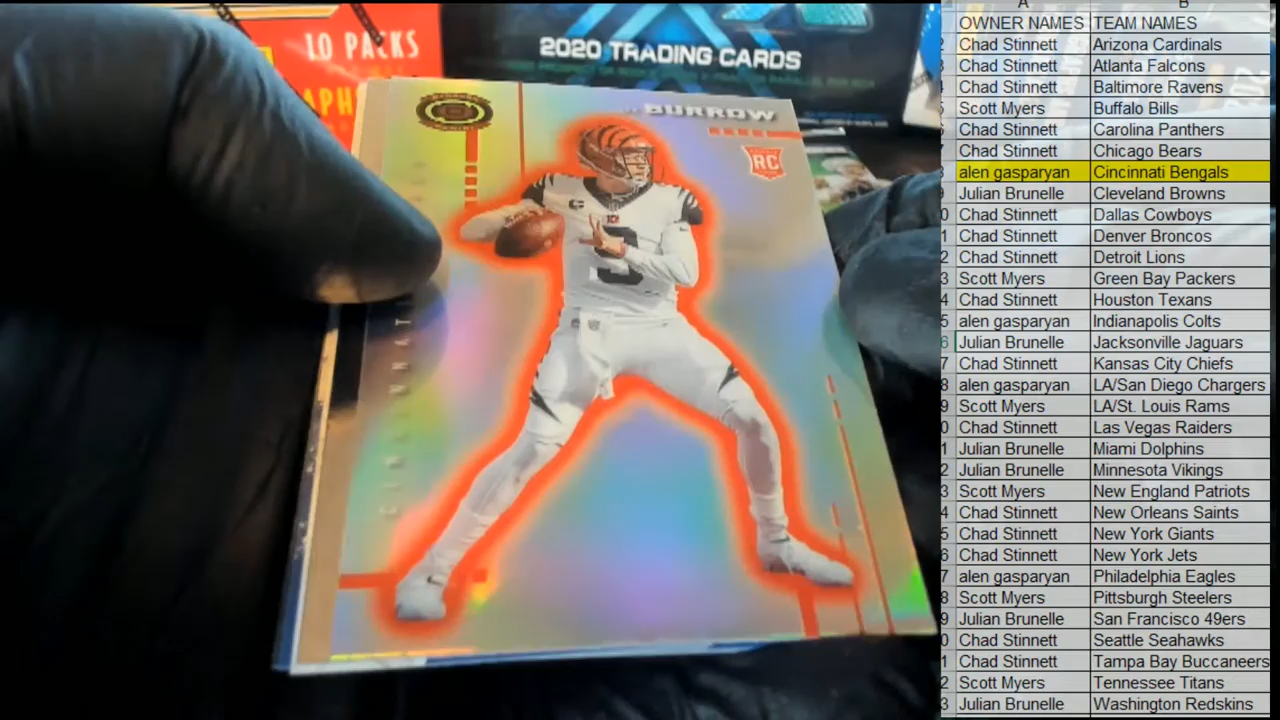 10 PACKS
2020 TRADING CARDS
BURROW
RC
3
A B
OWNER NAMES TEAM NAMES
Chad Stinnett Arizona Cardinals
Chad Stinnett Atlanta Falcons
Chad Stinnett Baltimore Ravens
Scott Myers Buffalo Bills
Chad Stinnett Carolina Panthers
Chad Stinnett Chicago Bears
alen gasparyan Cincinnati Bengals
Julian Brunelle Cleveland Browns
Chad Stinnett Dallas Cowboys
Chad Stinnett Denver Broncos
Chad Stinnett Detroit Lions
Scott Myers Green Bay Packers
Chad Stinnett Houston Texans
alen gasparyan Indianapolis Colts
Julian Brunelle Jacksonville Jaguars
Chad Stinnett Kansas City Chiefs
alen gasparyan LA/San Diego Chargers
Scott Myers LA/St. Louis Rams
Chad Stinnett Las Vegas Raiders
Julian Brunelle Miami Dolphins
Julian Brunelle Minnesota Vikings
Scott Myers New England Patriots
Chad Stinnett New Orleans Saints
Chad Stinnett New York Giants
Chad Stinnett New York Jets
alen gasparyan Philadelphia Eagles
Scott Myers Pittsburgh Steelers
Julian Brunelle San Francisco 49ers
Chad Stinnett Seattle Seahawks
Chad Stinnett Tampa Bay Buccaneers
Scott Myers Tennessee Titans
Julian Brunelle Washington Redskins